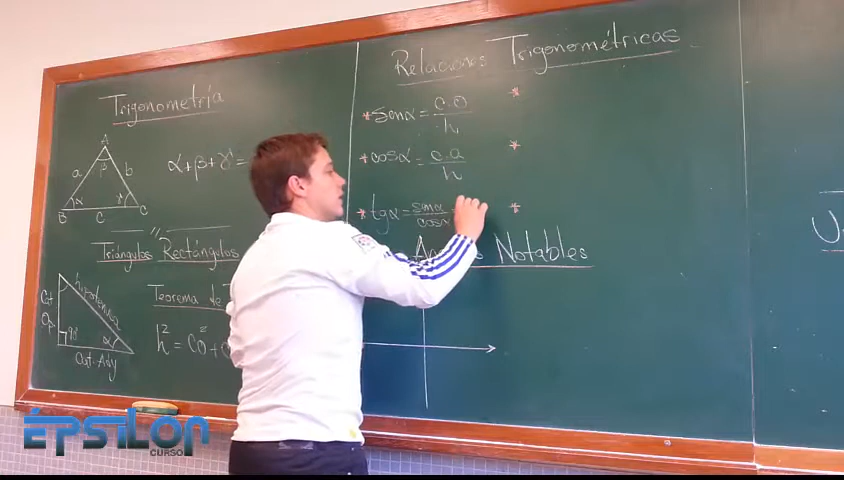 Trigonometría
A
a β b
α γ
B C C
α + β + γ =
Triángulos Rectángulos
Cat
Op
hipotenusa
90
α
Cat. Ady
Teorema de
h² = CO² +
Relaciones Trigonométricas
* senα = C.O / h
* cosα = C.a / h
* tgα = senα / cosα
*
*
*
Notables
ÉPSILON
CURSO